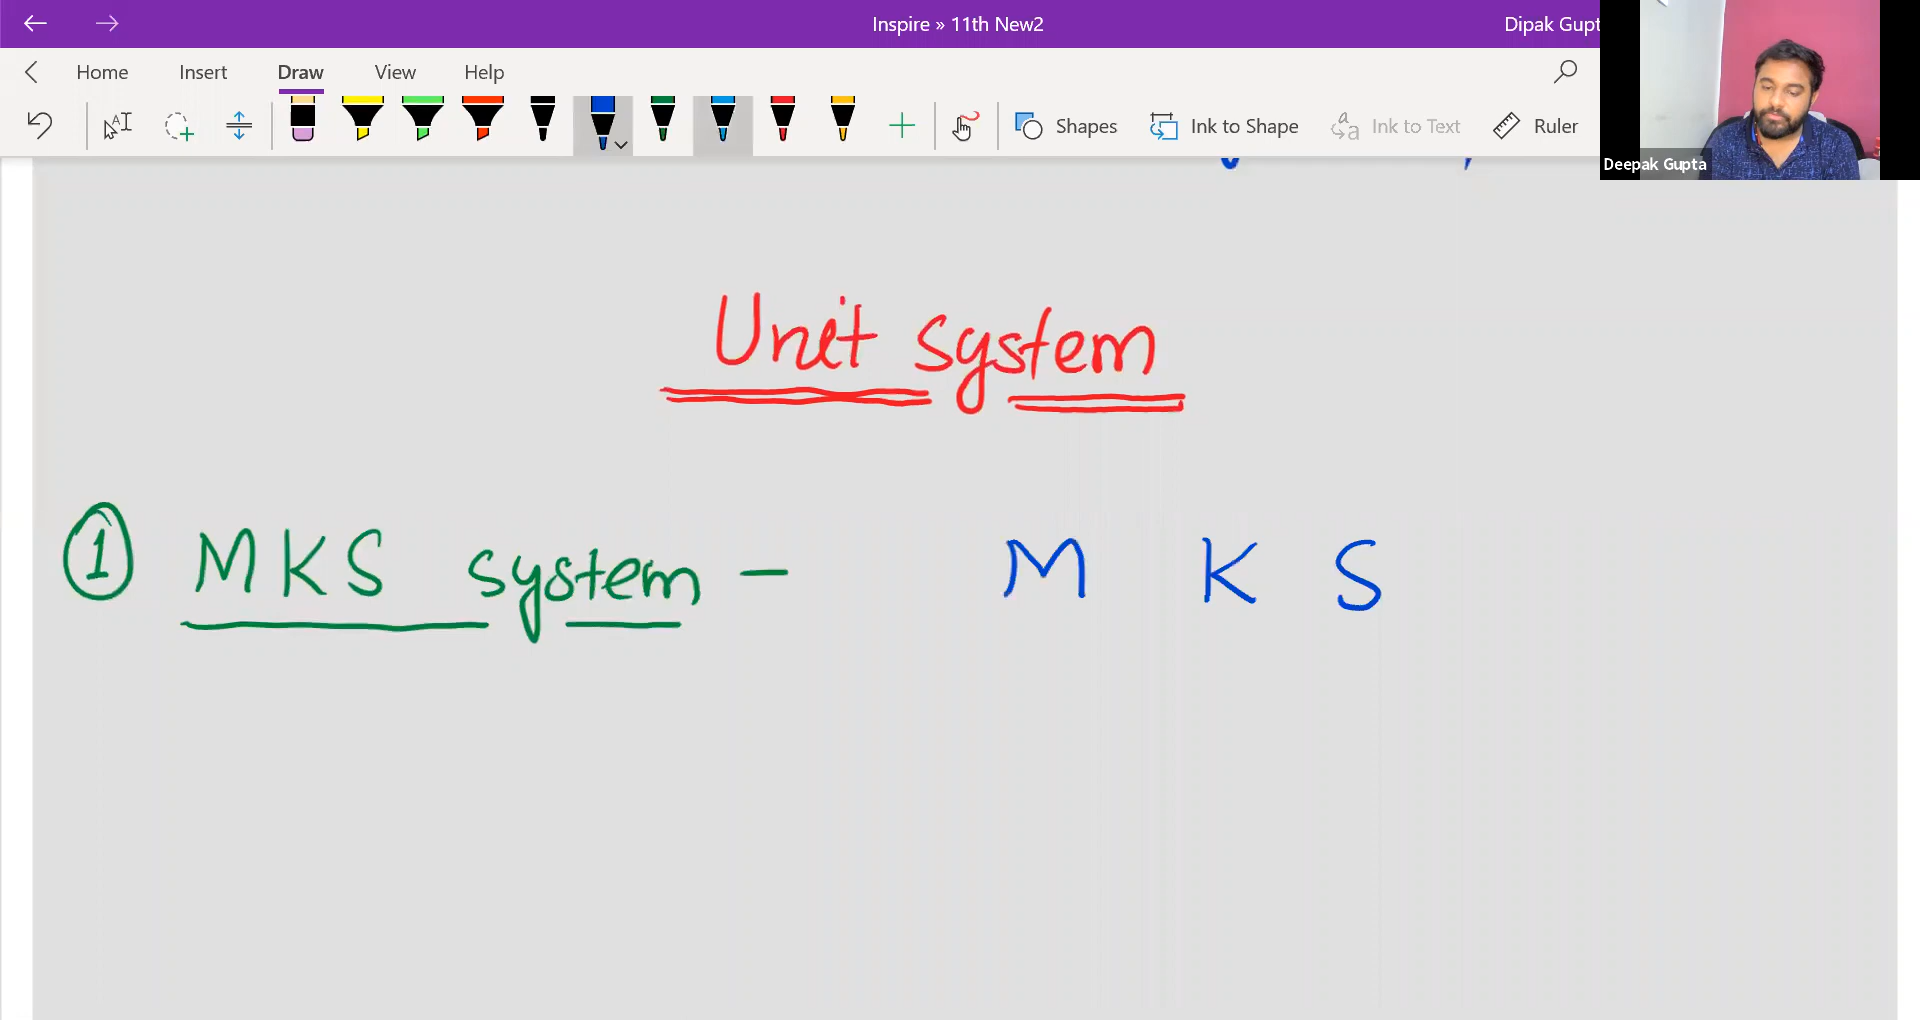 Inspire » 11th New2
Dipak Gupt
Home Insert Draw View Help
Shapes Ink to Shape Ink to Text Ruler
Deepak Gupta
Unit system
1 MKS system - M K S